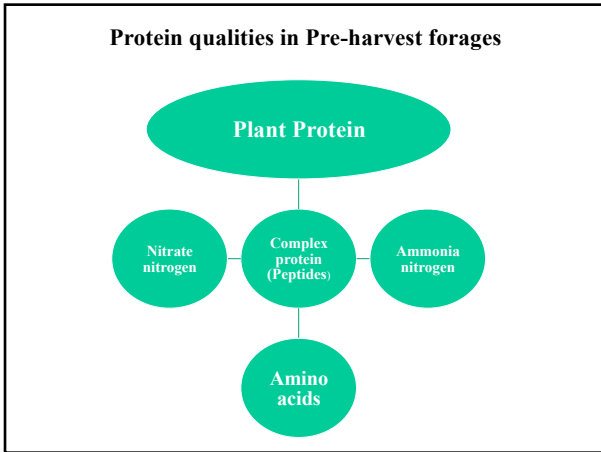 Protein qualities in Pre-harvest forages
Plant Protein
Nitrate
nitrogen
Complex
protein
(Peptides)
Ammonia
nitrogen
Amino
acids